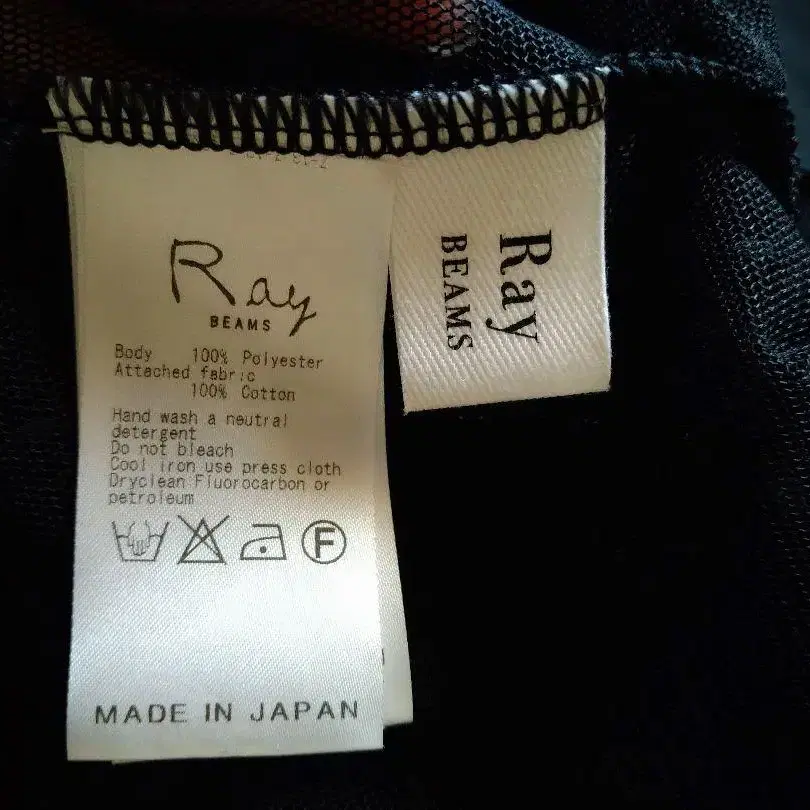 Ray
BEAMS
Body 100% Polyester
Attached fabric
100% Cotton
Hand wash a neutral
detergent
Do not bleach
Cool iron use press cloth
Dryclean Fluorocarbon or
petroleum
F
MADE IN JAPAN
Ray
BEAMS